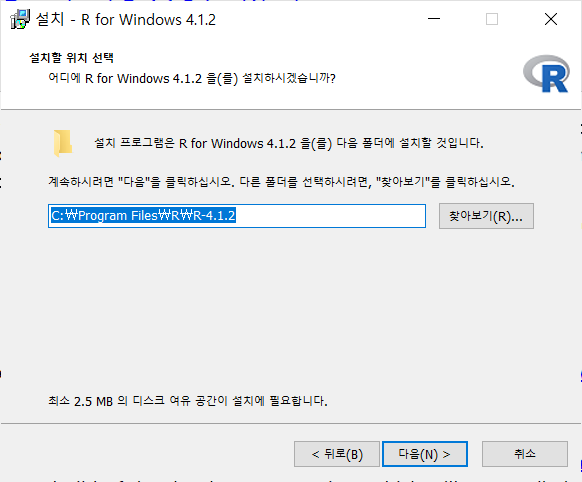 설치 - R for Windows 4.1.2
설치할 위치 선택
어디에 R for Windows 4.1.2 을(를) 설치하시겠습니까?
R
설치 프로그램은 R for Windows 4.1.2 을(를) 다음 폴더에 설치할 것입니다.
계속하시려면 "다음"을 클릭하십시오. 다른 폴더를 선택하시려면, "찾아보기"를 클릭하십시오.
C:₩Program Files₩R₩R-4.1.2
찾아보기(R)...
최소 2.5 MB 의 디스크 여유 공간이 설치에 필요합니다.
< 뒤로(B)
다음(N) >
취소